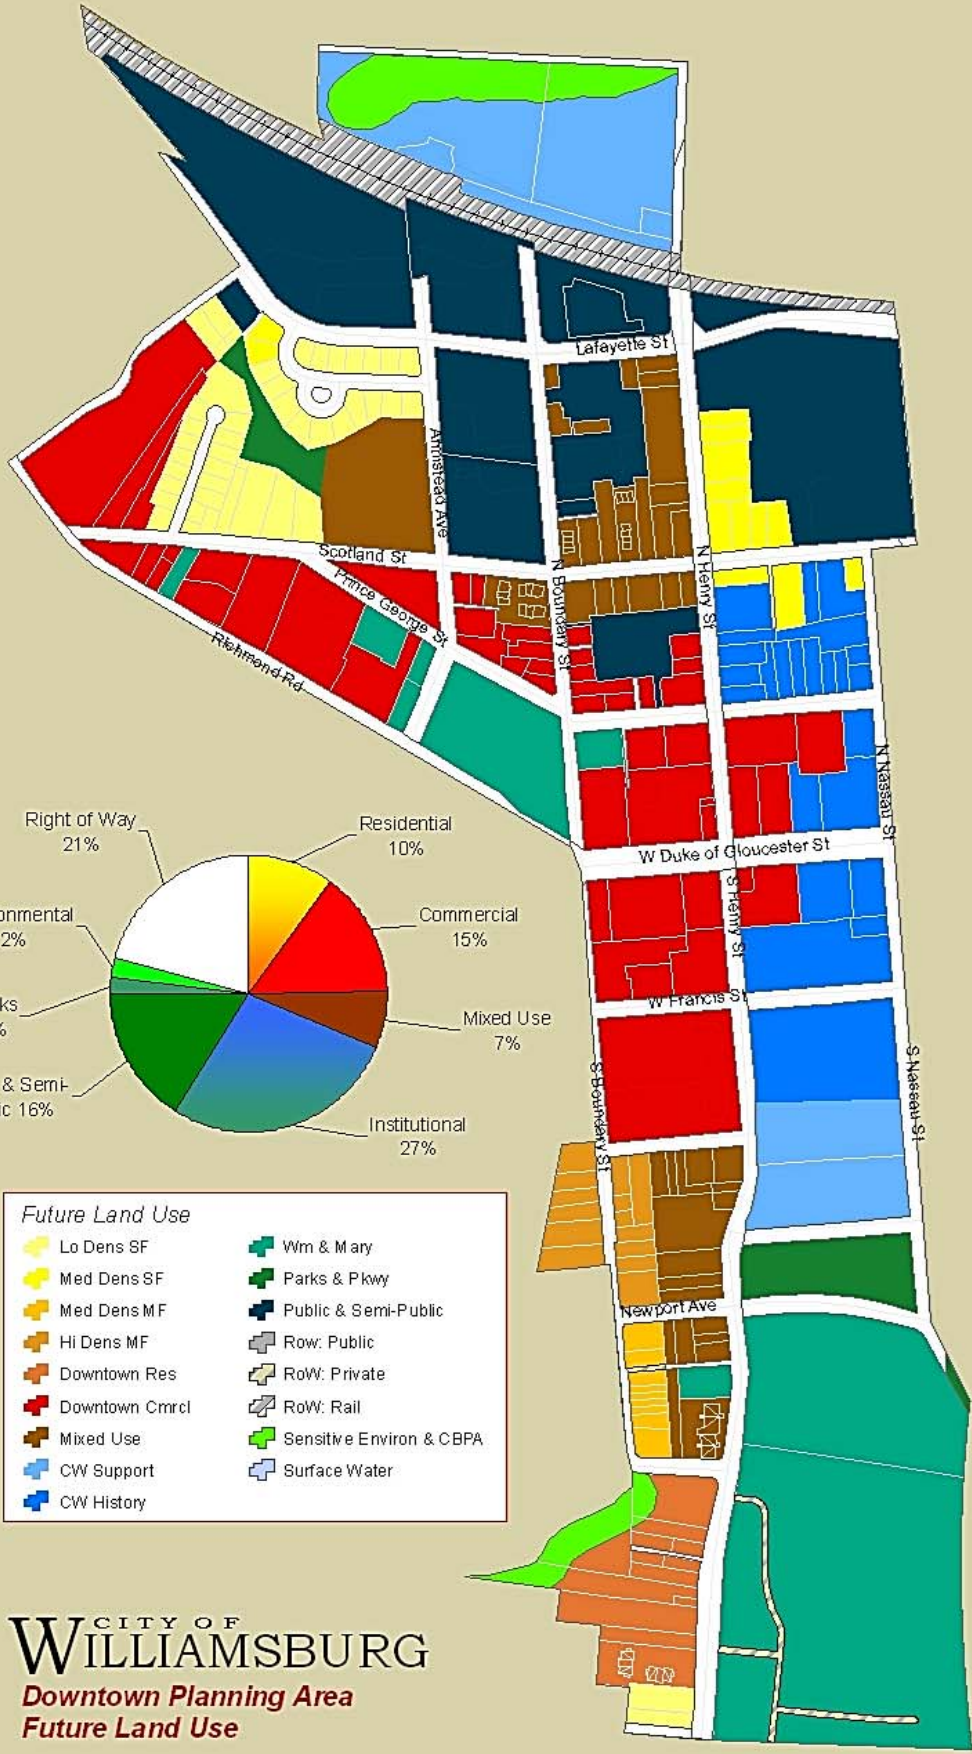 Lafayette St
Armistead Ave
Scotland St
Prince George St
N Boundary St
N Henry St
Richmond Rd
N Nassau St
W Duke of Gloucester St
S Henry St
W Francis St
S Boundary St
S Nassau St
Newport Ave
Right of Way
21%
Residential
10%
onmental
2%
Commercial
15%
ks
%
Mixed Use
7%
& Semi-
ic 16%
Institutional
27%
Future Land Use
Lo Dens SF
Med Dens SF
Med Dens MF
Hi Dens MF
Downtown Res
Downtown Cmrcl
Mixed Use
CW Support
CW History
Wm & Mary
Parks & Pkwy
Public & Semi-Public
Row: Public
RoW: Private
RoW: Rail
Sensitive Environ & CBPA
Surface Water
CITY OF
WILLIAMSBURG
Downtown Planning Area
Future Land Use